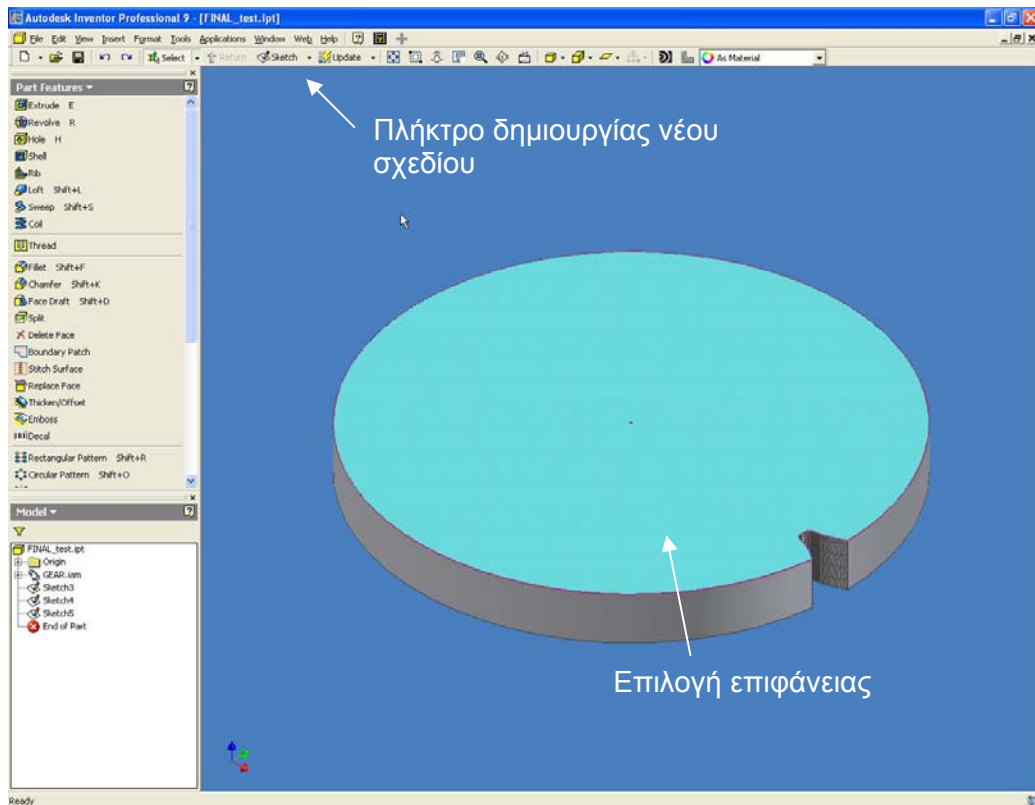 Autodesk Inventor Professional 9 - [FINAL_test.ipt]
File Edit View Insert Format Tools Applications Window Web Help
Select Return Sketch Update As Material
Part Features
Extrude E
Revolve R
Hole H
Shell
Rib
Loft Shift+L
Sweep Shift+S
Coil
Thread
Fillet Shift+F
Chamfer Shift+K
Face Draft Shift+D
Split
Delete Face
Boundary Patch
Stitch Surface
Replace Face
Thicken/Offset
Emboss
Decal
Rectangular Pattern Shift+R
Circular Pattern Shift+O
Model
FINAL_test.ipt
Origin
GEAR.iam
Sketch3
Sketch4
Sketch5
End of Part
Πλήκτρο δημιουργίας νέου
σχεδίου
Επιλογή επιφάνειας
Ready